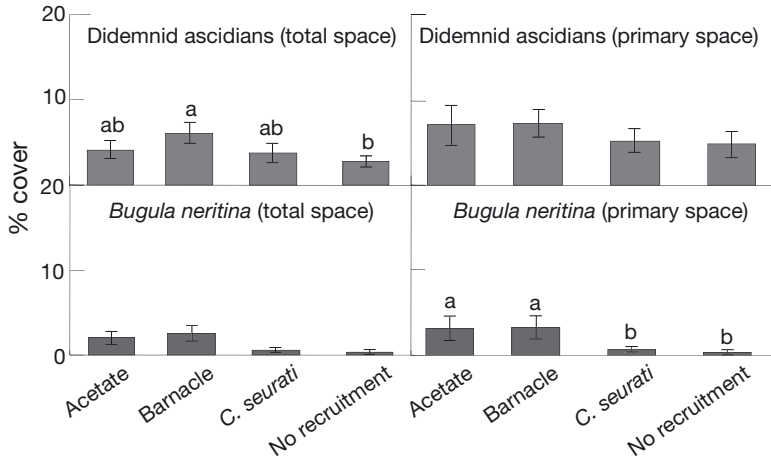 20
Didemnid ascidians (total space)
Didemnid ascidians (primary space)
10
ab
a
ab
b
20
% cover
Bugula neritina (total space)
Bugula neritina (primary space)
10
a
a
b
b
0
Acetate
Barnacle
C. seurati
No recruitment
Acetate
Barnacle
C. seurati
No recruitment